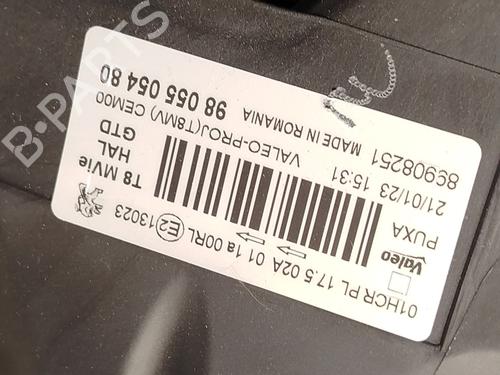 B-PARTS
01HCR PL 17.5 02A 01 1a 00RL E2 13023
Valeo
PUXA
21/01/23 15:31
T8 MVie
HAL
GTD
VALEO-PROJ(T8MV) CEM00
89908251 MADE IN ROMANIA 98 055 054 80